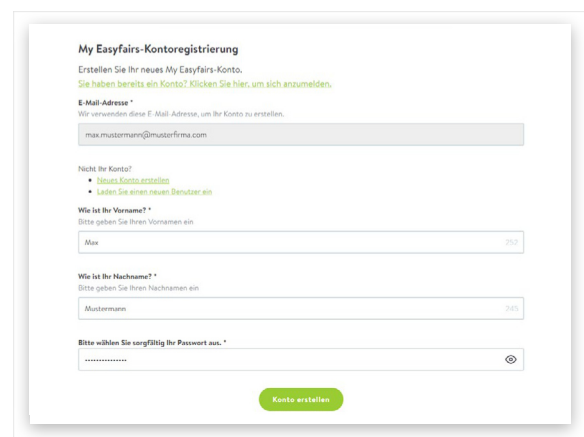 My Easyfairs-Kontoregistrierung
Erstellen Sie Ihr neues My Easyfairs-Konto.
Sie haben bereits ein Konto? Klicken Sie hier, um sich anzumelden.
E-Mail-Adresse *
Wir verwenden diese E-Mail-Adresse, um Ihr Konto zu erstellen.
max.mustermann@musterfirma.com
Nicht Ihr Konto?
• Neues Konto erstellen
• Laden Sie einen neuen Benutzer ein
Wie ist Ihr Vorname? *
Bitte geben Sie Ihren Vornamen ein
Max 252
Wie ist Ihr Nachname? *
Bitte geben Sie Ihren Nachnamen ein
Mustermann 245
Bitte wählen Sie sorgfältig Ihr Passwort aus. *
Konto erstellen